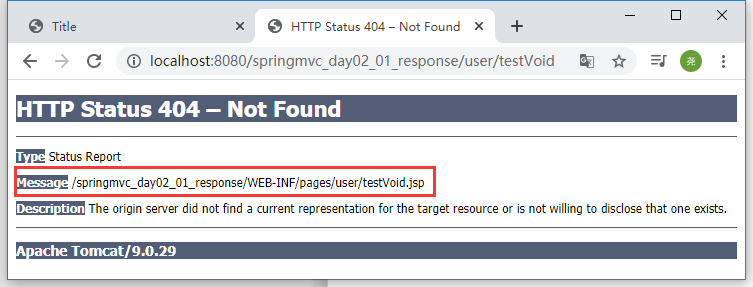 Title
HTTP Status 404 – Not Found
localhost:8080/springmvc_day02_01_response/user/testVoid
尧
HTTP Status 404 – Not Found
Type Status Report
Message /springmvc_day02_01_response/WEB-INF/pages/user/testVoid.jsp
Description The origin server did not find a current representation for the target resource or is not willing to disclose that one exists.
Apache Tomcat/9.0.29